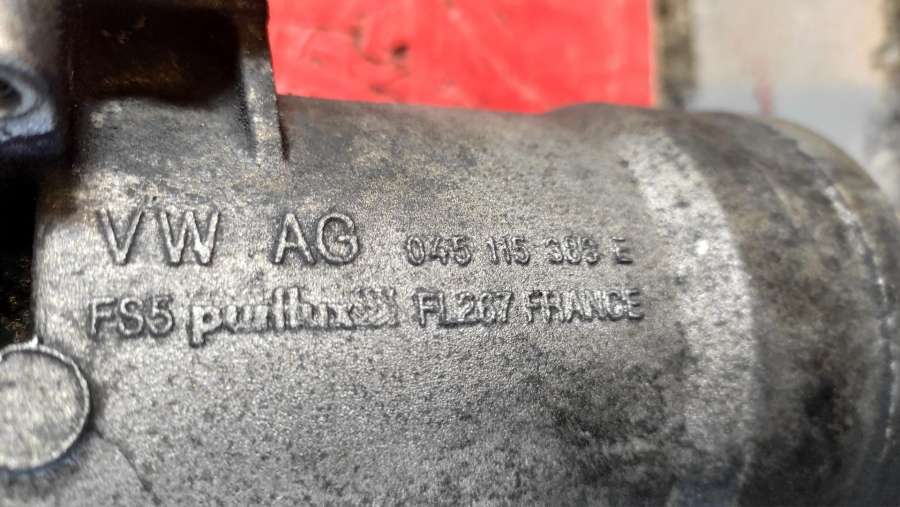 VW AG 045 115 389 E
FS5 purflux FL267 FRANCE